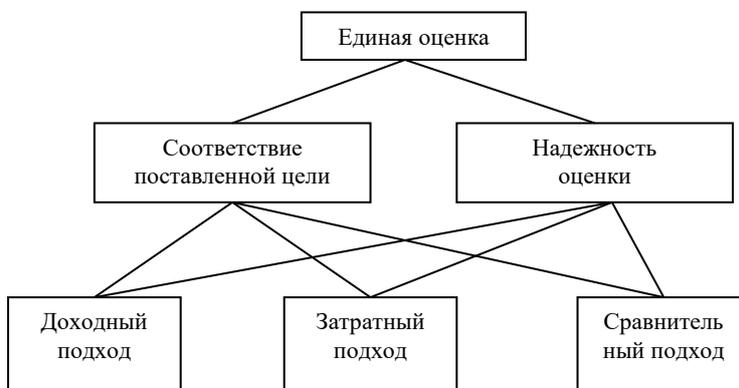 Единая оценка
Соответствие
поставленной цели
Надежность
оценки
Доходный
подход
Затратный
подход
Сравнитель
ный подход